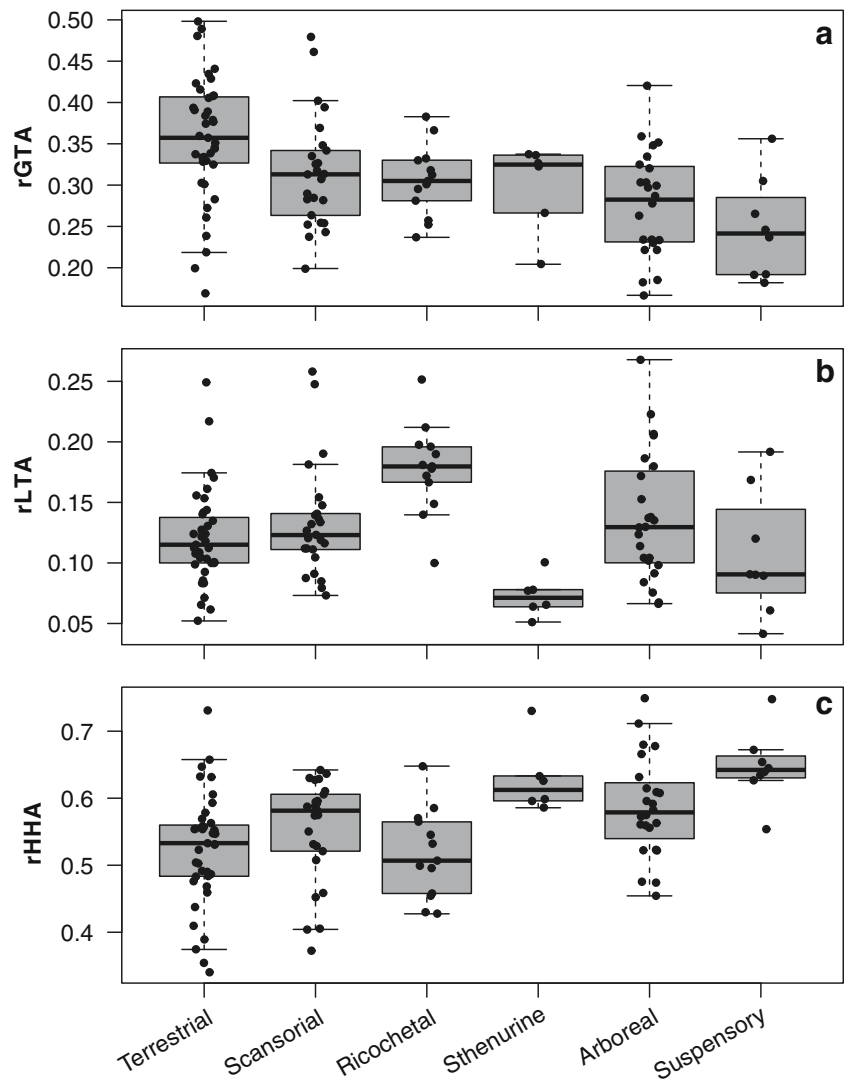 a
rGTA
0.50
0.45
0.40
0.35
0.30
0.25
0.20
b
rLTA
0.25
0.20
0.15
0.10
0.05
c
rHHA
0.7
0.6
0.5
0.4
Terrestrial
Scansorial
Ricochetal
Sthenurine
Arboreal
Suspensory